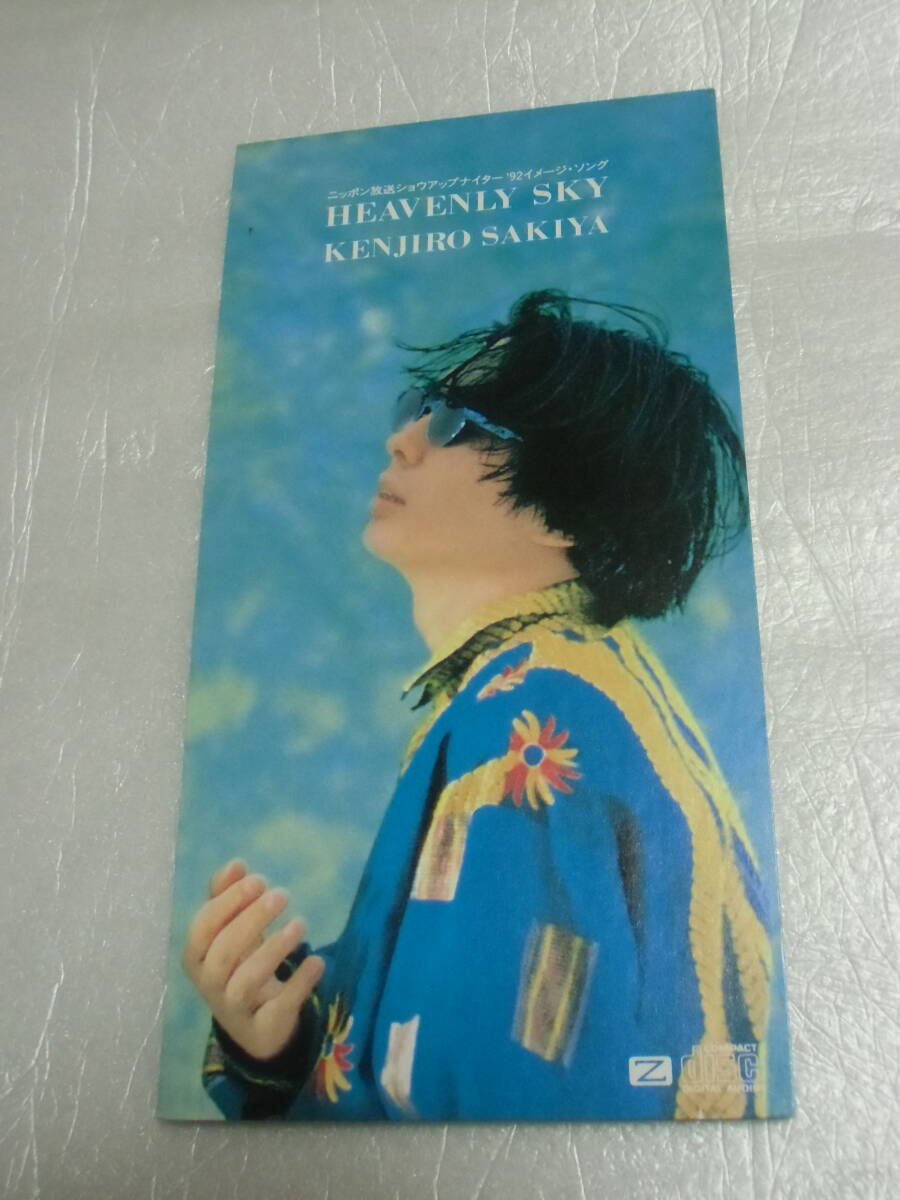 ニッポン放送ショウアップナイター '92イメージ・ソング
HEAVENLY SKY
KENJIRO SAKIYA
Z
COMPACT
disc
DIGITAL AUDIO